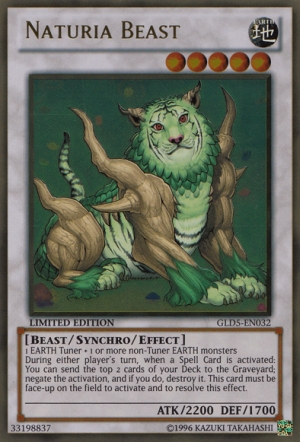 NATURIA BEAST
EARTH
地
LIMITED EDITION GLD5-EN032
[BEAST/SYNCHRO/EFFECT]
1 EARTH Tuner + 1 or more non-Tuner EARTH monsters
During either player's turn, when a Spell Card is activated:
You can send the top 2 cards of your Deck to the Graveyard;
negate the activation, and if you do, destroy it. This card must be
face-up on the field to activate and to resolve this effect.
ATK/2200 DEF/1700
33198837 ©1996 KAZUKI TAKAHASHI